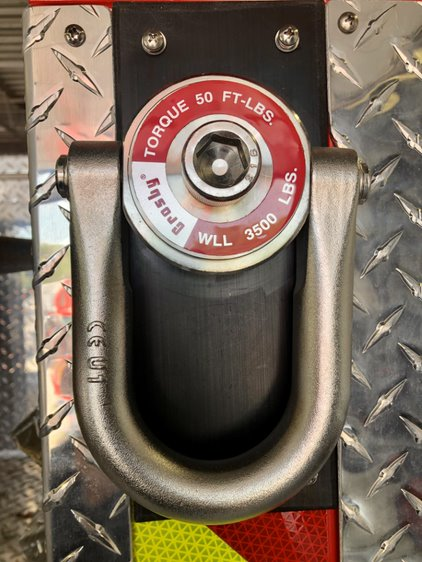 TORQUE 50 FT-LBS.
Crosby®
WLL 3500 LBS.
CE U1